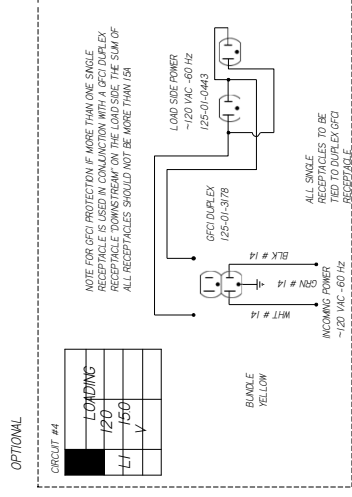 OPTIONAL
CIRCUIT #4
LOADING
120
L1 15.0
V
NOTE FOR GFCI PROTECTION IF MORE THAN ONE SINGLE
RECEPTACLE IS USED IN CONJUNCTION WITH A GFCI DUPLEX
RECEPTACLE "DOWNSTREAM" ON THE LOAD SIDE, THE SUM OF
ALL RECEPTACLES SHOULD NOT BE MORE THAN 15A
LOAD SIDE POWER
~120 VAC -60 Hz
125-01-0443
GFCI DUPLEX
125-01-3178
BUNDLE
YELLOW
WHT # 14
GRN # 14
BLK # 14
INCOMING POWER
~120 VAC -60 Hz
ALL SINGLE
RECEPTACLES TO BE
TIED TO DUPLEX GFCI
RECEPTACLE